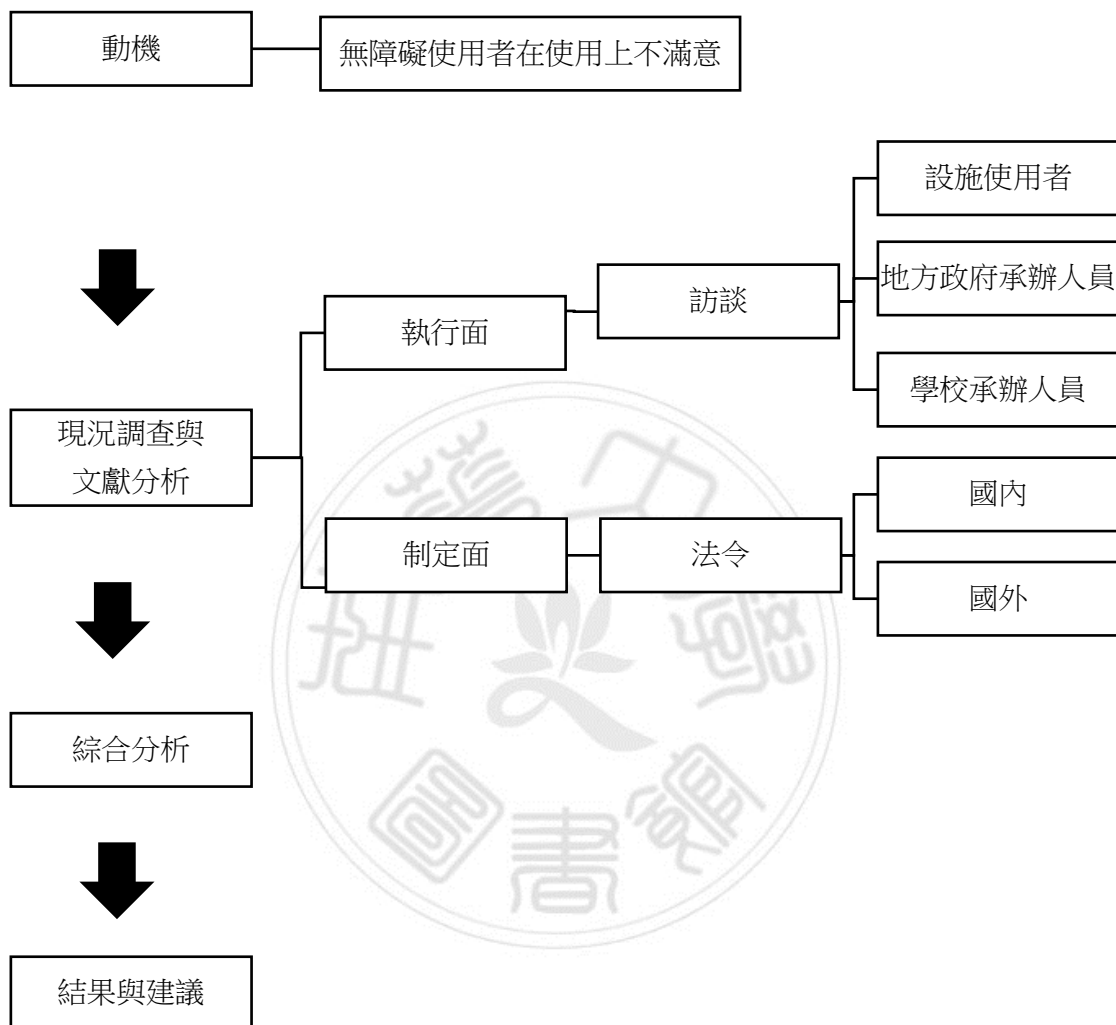 動機
無障礙使用者在使用上不滿意
設施使用者
地方政府承辦人員
訪談
執行面
學校承辦人員
現況調查與
文獻分析
國內
制定面
法令
國外
綜合分析
結果與建議